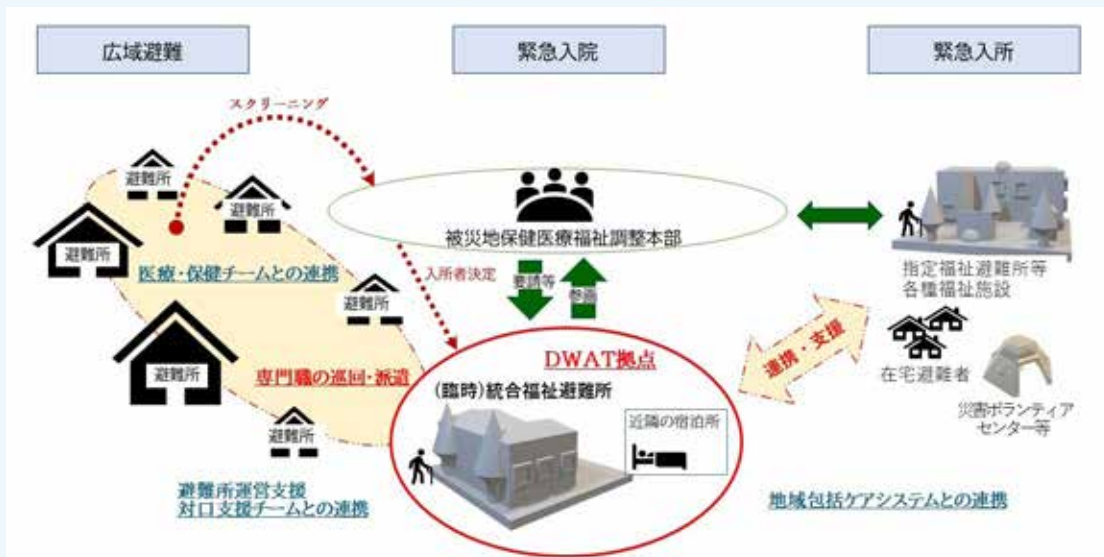 広域避難
緊急入院
緊急入所
スクリーニング
避難所
避難所
避難所
医療・保健チームとの連携
避難所
避難所
専門職の巡回・派遣
避難所
避難所運営支援
対口支援チームとの連携
被災地保健医療福祉調整本部
入所者決定
要請等
参画
DWAT拠点
(臨時)統合福祉避難所
近隣の宿泊所
指定福祉避難所等
各種福祉施設
連携・支援
在宅避難者
災害ボランティア
センター等
地域包括ケアシステムとの連携